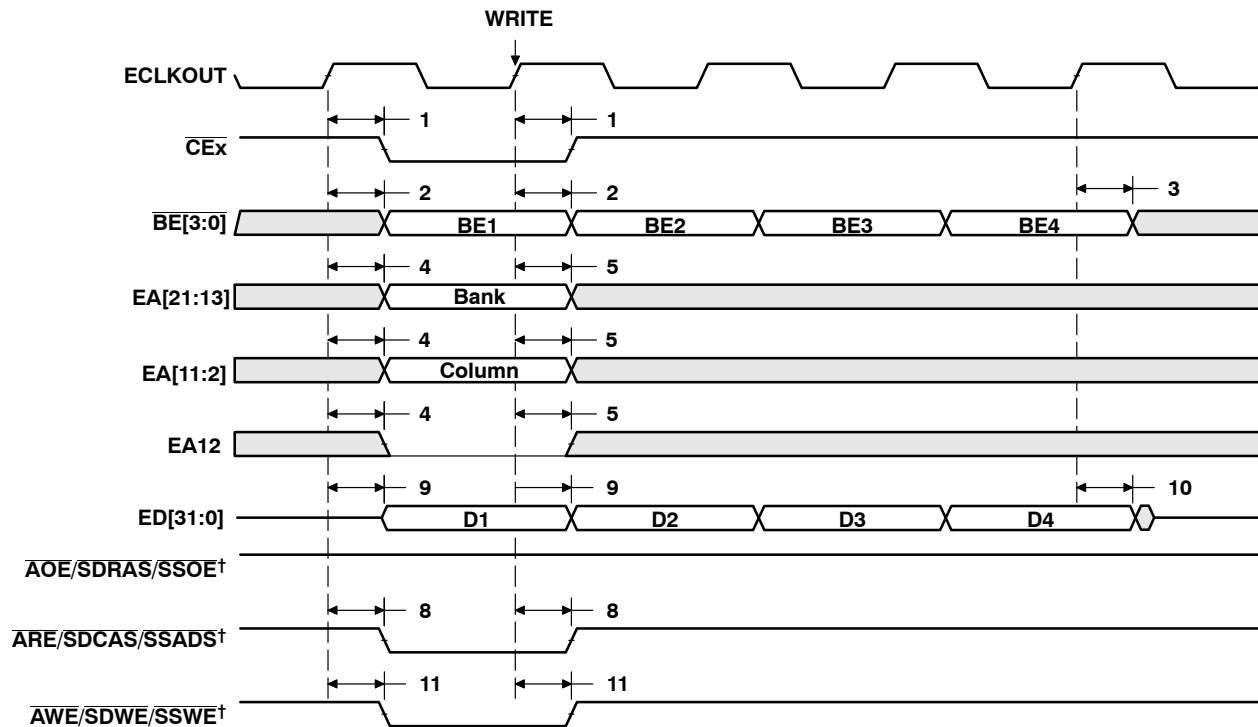 WRITE
ECLKOUT
1 1
CEx
2 2 3
BE[3:0] BE1 BE2 BE3 BE4
4 5
EA[21:13] Bank
4 5
EA[11:2] Column
4 5
EA12
9 9 10
ED[31:0] D1 D2 D3 D4
AOE/SDRAS/SSOE†
8 8
ARE/SDCAS/SSADS†
11 11
AWE/SDWE/SSWE†